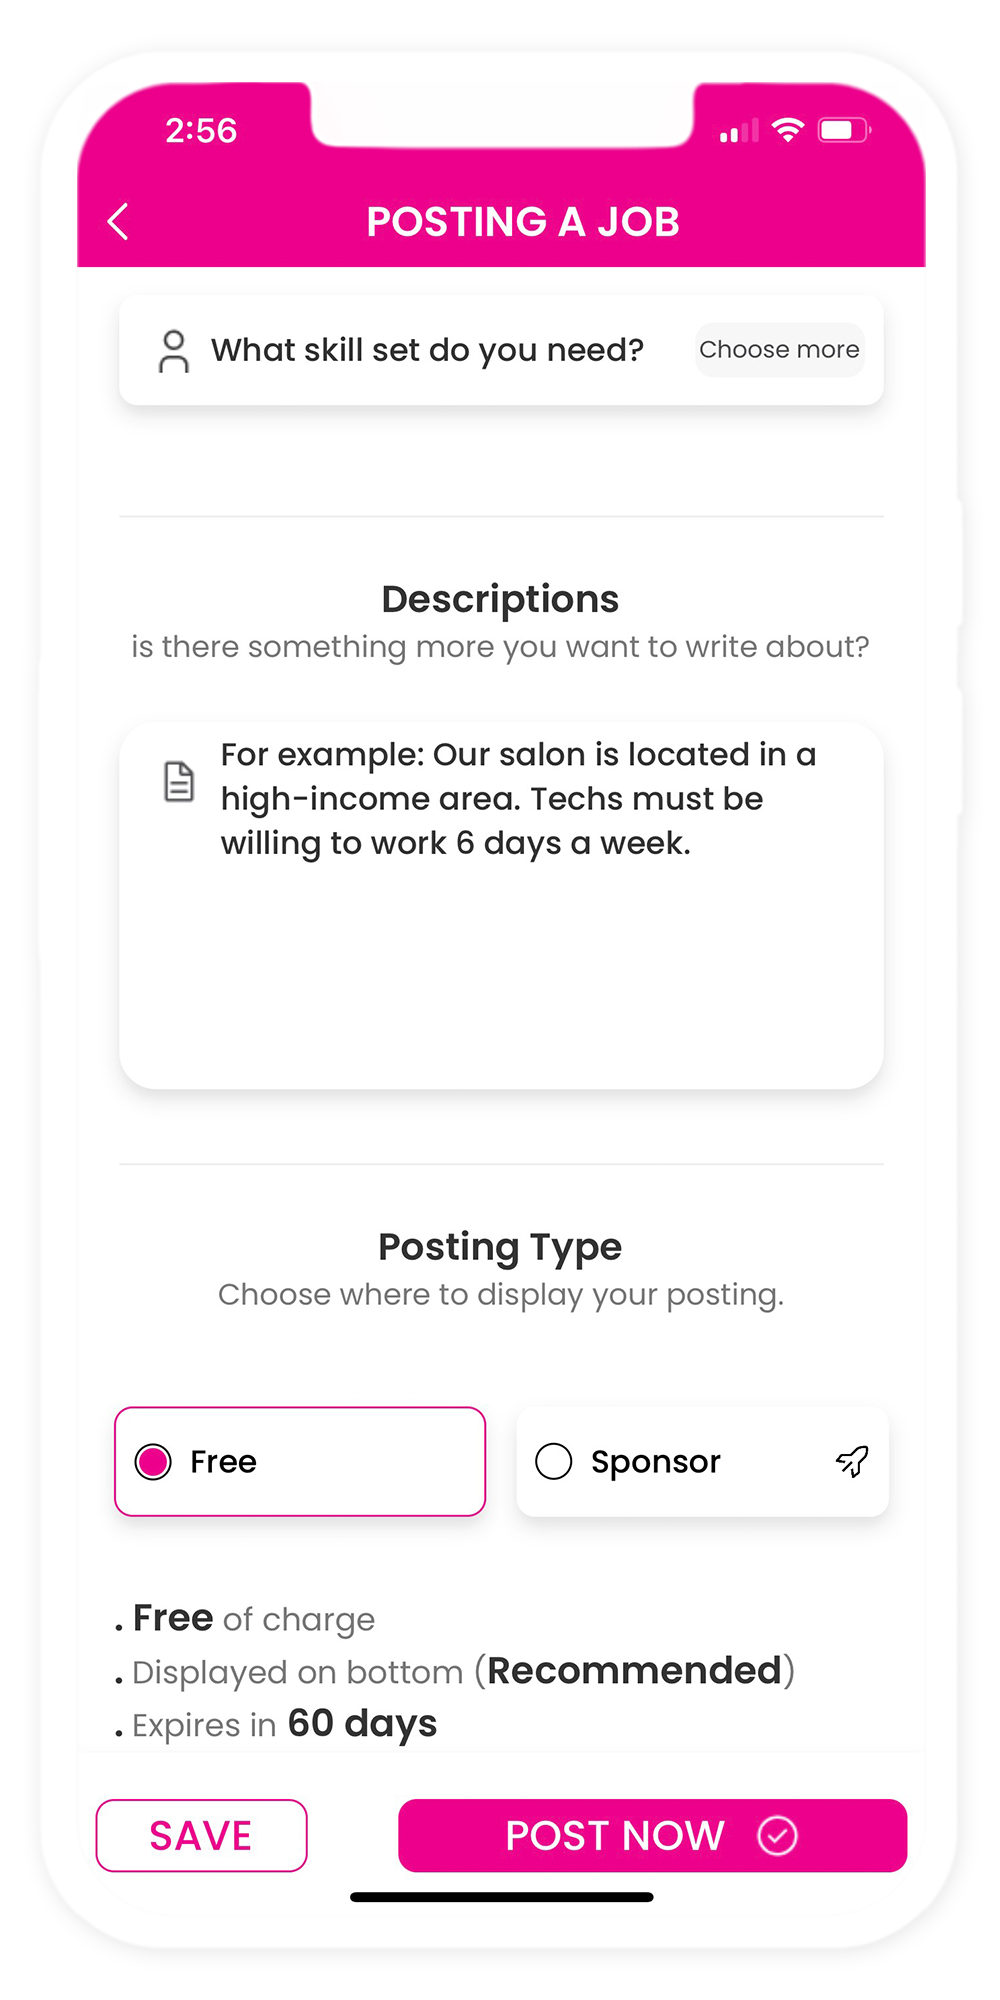 2:56
POSTING A JOB
What skill set do you need?
Choose more
Descriptions
is there something more you want to write about?
For example: Our salon is located in a
high-income area. Techs must be
willing to work 6 days a week.
Posting Type
Choose where to display your posting.
Free
Sponsor
. Free of charge
. Displayed on bottom (Recommended)
. Expires in 60 days
SAVE
POST NOW